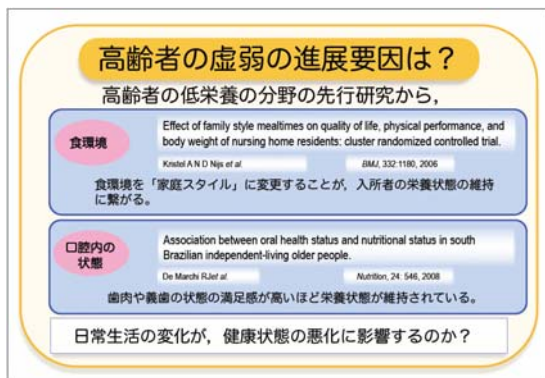 高齢者の虚弱の進展要因は？
高齢者の低栄養の分野の先行研究から，
食環境
Effect of family style mealtimes on quality of life, physical performance, and
body weight of nursing home residents: cluster randomized controlled trial.
Kristel A N D Nijs et al. BMJ, 332:1180, 2006
食環境を「家庭スタイル」に変更することが，入所者の栄養状態の維持
に繋がる。
口腔内の
状態
Association between oral health status and nutritional status in south
Brazilian independent-living older people.
De Marchi RJet al. Nutrition, 24: 546, 2008
歯肉や義歯の状態の満足感が高いほど栄養状態が維持されている。
日常生活の変化が，健康状態の悪化に影響するのか？